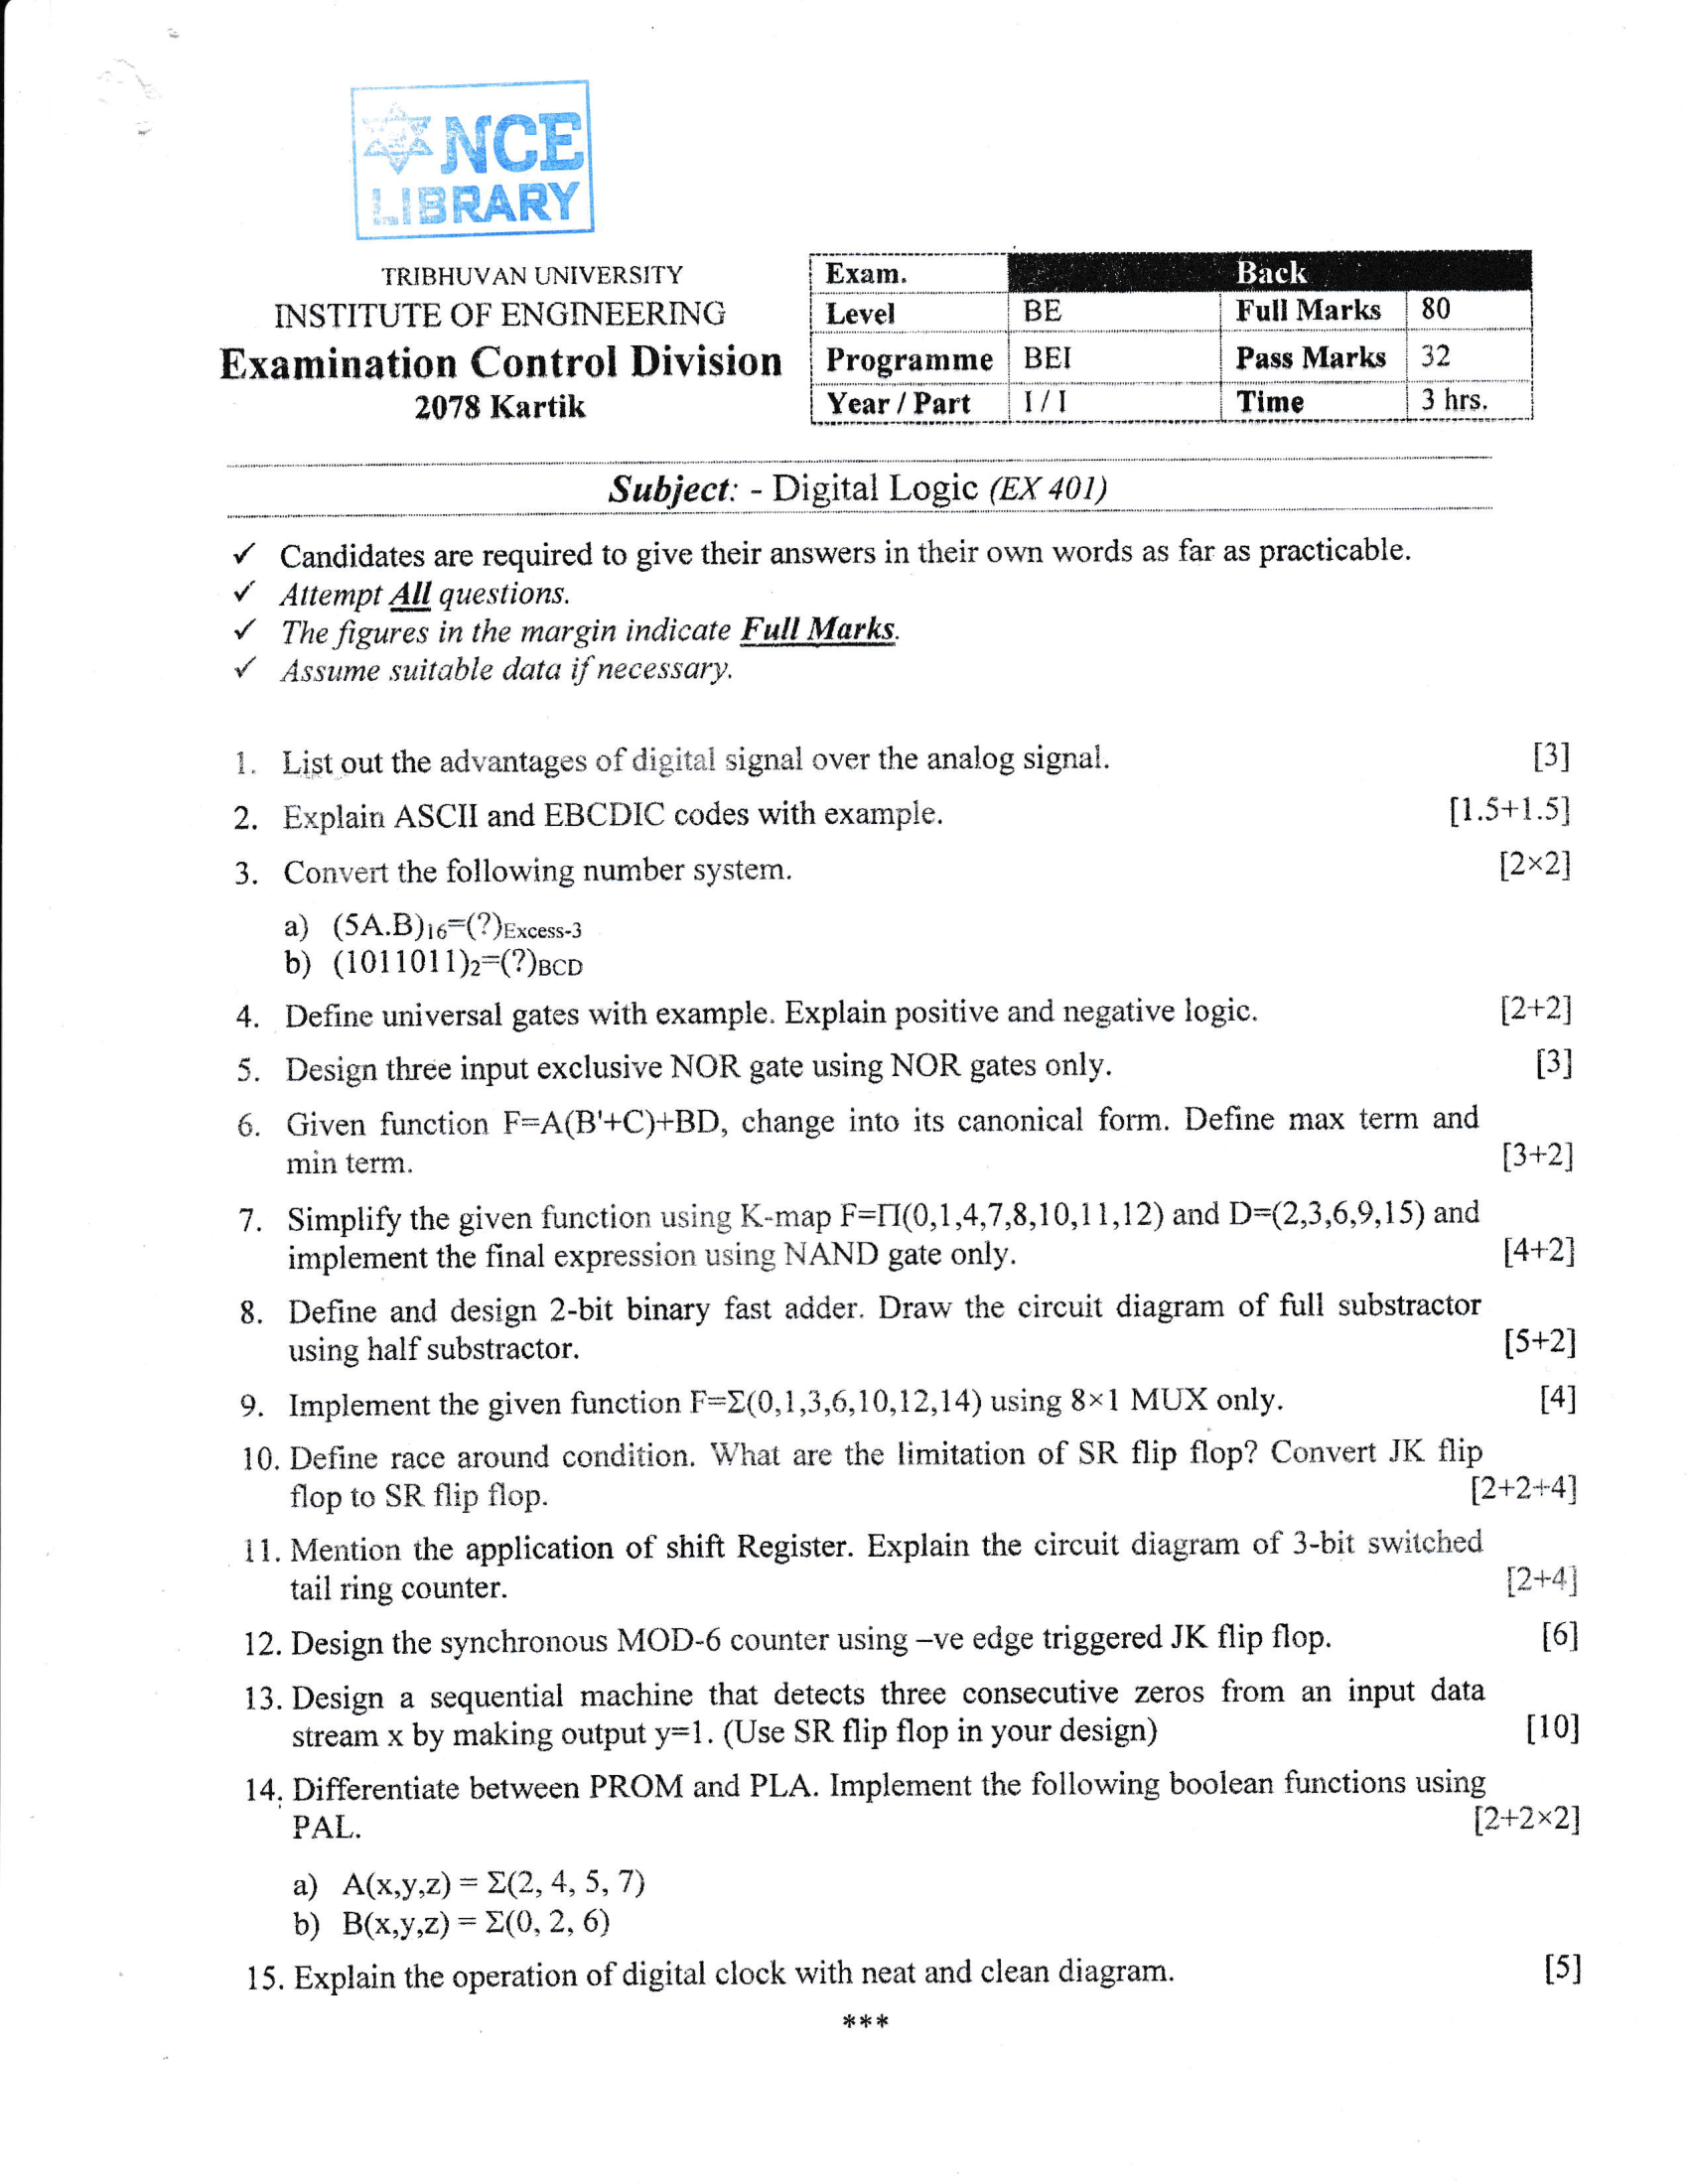 NCE
LIBRARY
TRIBHUVAN UNIVERSITY
INSTITUTE OF ENGINEERING
Examination Control Division
2078 Kartik
Exam. Back
Level BE Full Marks 80
Programme BEI Pass Marks 32
Year / Part I / I Time 3 hrs.
Subject: - Digital Logic (EX 401)
✓ Candidates are required to give their answers in their own words as far as practicable.
✓ Attempt All questions.
✓ The figures in the margin indicate Full Marks.
✓ Assume suitable data if necessary.
1. List out the advantages of digital signal over the analog signal. [3]
2. Explain ASCII and EBCDIC codes with example. [1.5+1.5]
3. Convert the following number system. [2×2]
a) (5A.B)16=(?)Excess-3
b) (1011011)2=(?)BCD
4. Define universal gates with example. Explain positive and negative logic. [2+2]
5. Design three input exclusive NOR gate using NOR gates only. [3]
6. Given function F=A(B'+C)+BD, change into its canonical form. Define max term and
min term. [3+2]
7. Simplify the given function using K-map F=Π(0,1,4,7,8,10,11,12) and D=(2,3,6,9,15) and
implement the final expression using NAND gate only. [4+2]
8. Define and design 2-bit binary fast adder. Draw the circuit diagram of full substractor
using half substractor. [5+2]
9. Implement the given function F=Σ(0,1,3,6,10,12,14) using 8×1 MUX only. [4]
10. Define race around condition. What are the limitation of SR flip flop? Convert JK flip
flop to SR flip flop. [2+2+4]
11. Mention the application of shift Register. Explain the circuit diagram of 3-bit switched
tail ring counter. [2+4]
12. Design the synchronous MOD-6 counter using –ve edge triggered JK flip flop. [6]
13. Design a sequential machine that detects three consecutive zeros from an input data
stream x by making output y=1. (Use SR flip flop in your design) [10]
14. Differentiate between PROM and PLA. Implement the following boolean functions using
PAL. [2+2×2]
a) A(x,y,z) = Σ(2, 4, 5, 7)
b) B(x,y,z) = Σ(0, 2, 6)
15. Explain the operation of digital clock with neat and clean diagram. [5]
***